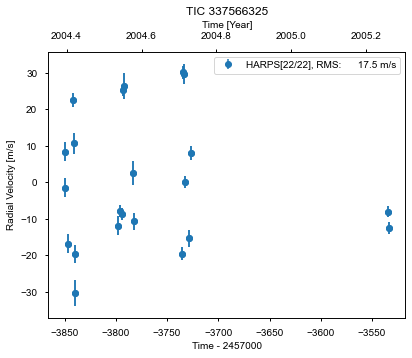 TIC 337566325
Time [Year]
2004.4 2004.6 2004.8 2005.0 2005.2
HARPS[22/22], RMS: 17.5 m/s
Radial Velocity [m/s]
30
20
10
0
−10
−20
−30
−3850 −3800 −3750 −3700 −3650 −3600 −3550
Time - 2457000